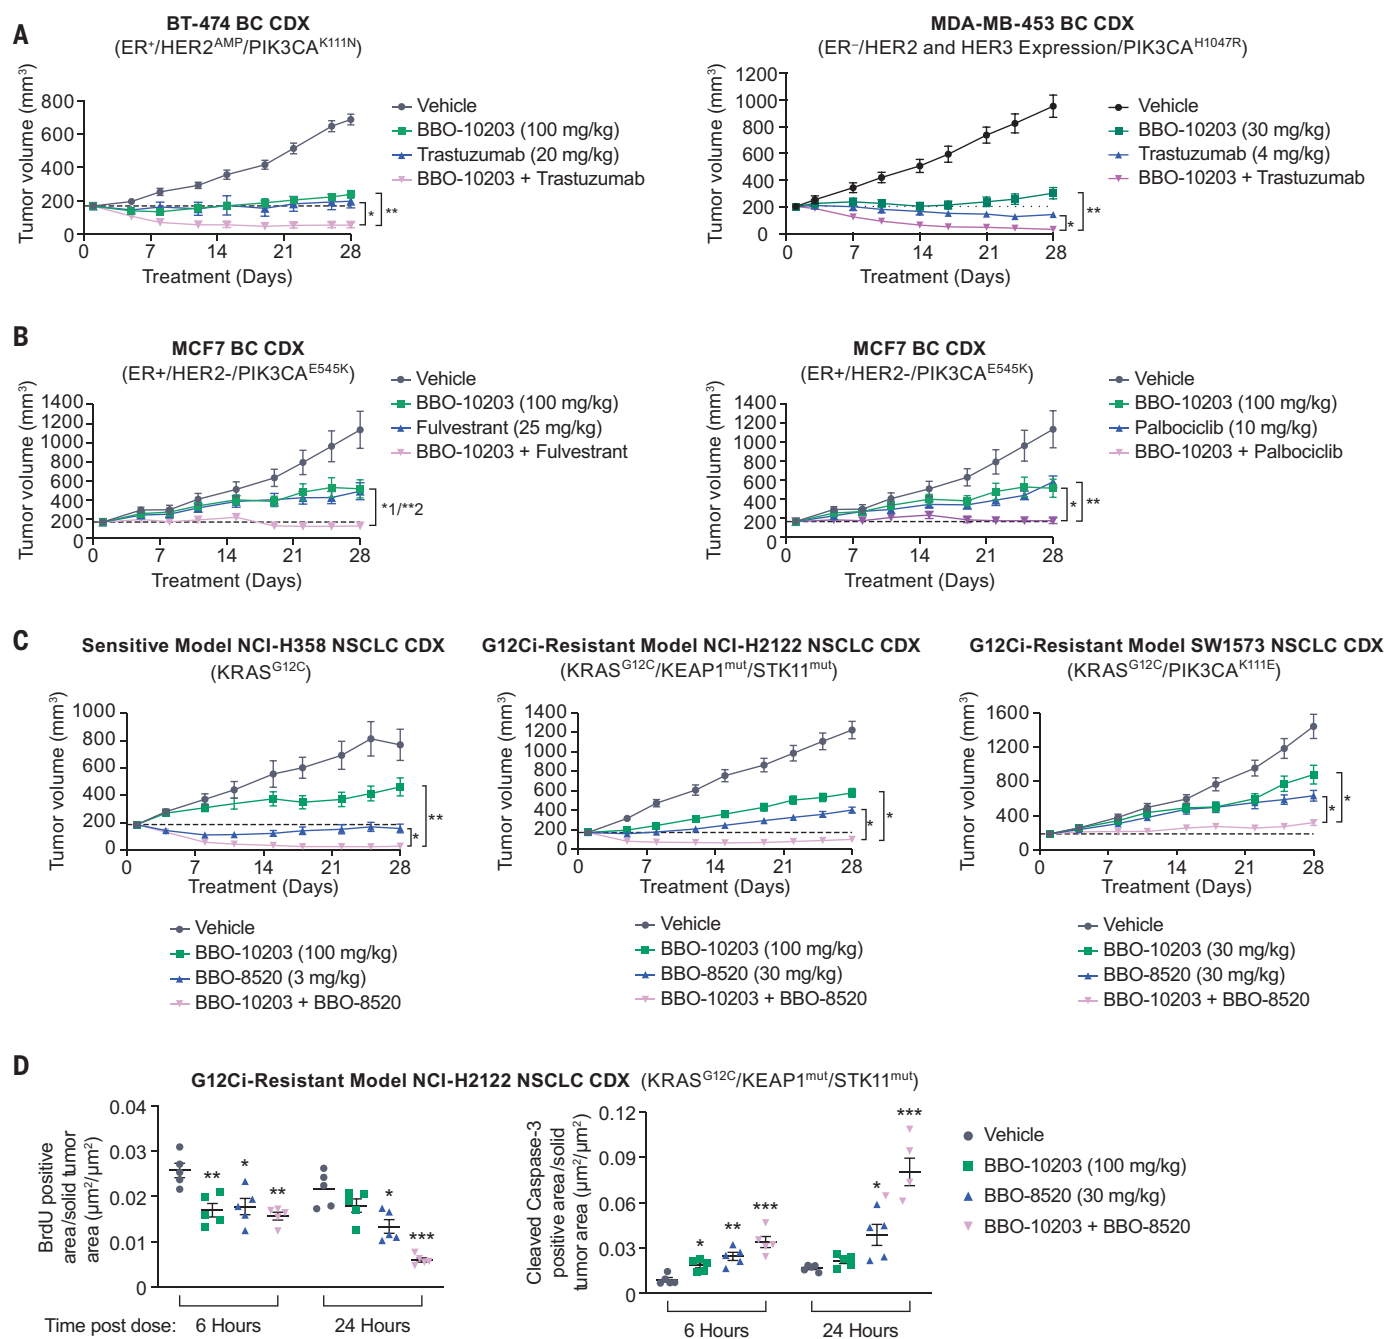 A
BT-474 BC CDX
(ER⁺/HER2ᴬᴹᴾ/PIK3CAᴷ¹¹¹ᴺ)
Tumor volume (mm³)
800
600
400
200
0
0 7 14 21 28
Treatment (Days)
Vehicle
BBO-10203 (100 mg/kg)
Trastuzumab (20 mg/kg)
BBO-10203 + Trastuzumab
* **
MDA-MB-453 BC CDX
(ER⁻/HER2 and HER3 Expression/PIK3CAᴴ¹⁰⁴⁷ᴿ)
Tumor volume (mm³)
1200
1000
800
600
400
200
0
0 7 14 21 28
Treatment (Days)
Vehicle
BBO-10203 (30 mg/kg)
Trastuzumab (4 mg/kg)
BBO-10203 + Trastuzumab
* **
B
MCF7 BC CDX
(ER+/HER2-/PIK3CAᴱ⁵⁴⁵ᴷ)
Tumor volume (mm³)
1400
1200
1000
800
600
400
200
0
0 7 14 21 28
Treatment (Days)
Vehicle
BBO-10203 (100 mg/kg)
Fulvestrant (25 mg/kg)
BBO-10203 + Fulvestrant
*1/**2
MCF7 BC CDX
(ER+/HER2-/PIK3CAᴱ⁵⁴⁵ᴷ)
Tumor volume (mm³)
1400
1200
1000
800
600
400
200
0
0 7 14 21 28
Treatment (Days)
Vehicle
BBO-10203 (100 mg/kg)
Palbociclib (10 mg/kg)
BBO-10203 + Palbociclib
* **
C
Sensitive Model NCI-H358 NSCLC CDX
(KRASᴳ¹²ᶜ)
Tumor volume (mm³)
1000
800
600
400
200
0
0 7 14 21 28
Treatment (Days)
* **
Vehicle
BBO-10203 (100 mg/kg)
BBO-8520 (3 mg/kg)
BBO-10203 + BBO-8520
G12Ci-Resistant Model NCI-H2122 NSCLC CDX
(KRASᴳ¹²ᶜ/KEAP1ᵐᵘᵗ/STK11ᵐᵘᵗ)
Tumor volume (mm³)
1400
1200
1000
800
600
400
200
0
0 7 14 21 28
Treatment (Days)
* *
Vehicle
BBO-10203 (100 mg/kg)
BBO-8520 (30 mg/kg)
BBO-10203 + BBO-8520
G12Ci-Resistant Model SW1573 NSCLC CDX
(KRASᴳ¹²ᶜ/PIK3CAᴷ¹¹¹ᴱ)
Tumor volume (mm³)
1600
1200
800
400
0
0 7 14 21 28
Treatment (Days)
* *
Vehicle
BBO-10203 (30 mg/kg)
BBO-8520 (30 mg/kg)
BBO-10203 + BBO-8520
D
G12Ci-Resistant Model NCI-H2122 NSCLC CDX (KRASᴳ¹²ᶜ/KEAP1ᵐᵘᵗ/STK11ᵐᵘᵗ)
BrdU positive
area/solid tumor
area (μm²/μm²)
0.04
0.03
0.02
0.01
0
** * ** * ***
Time post dose: 6 Hours 24 Hours
Cleaved Caspase-3
positive area/solid
tumor area (μm²/μm²)
0.12
0.09
0.06
0.03
0
* ** *** * ***
6 Hours 24 Hours
Vehicle
BBO-10203 (100 mg/kg)
BBO-8520 (30 mg/kg)
BBO-10203 + BBO-8520